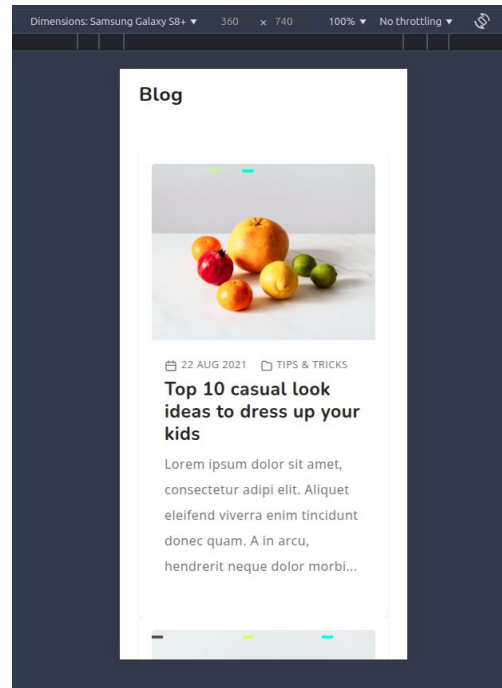 Dimensions: Samsung Galaxy S8+ ▼ 360 x 740 100% ▼ No throttling ▼
Blog
22 AUG 2021 TIPS & TRICKS
Top 10 casual look
ideas to dress up your
kids
Lorem ipsum dolor sit amet,
consectetur adipi elit. Aliquet
eleifend viverra enim tincidunt
donec quam. A in arcu,
hendrerit neque dolor morbi...